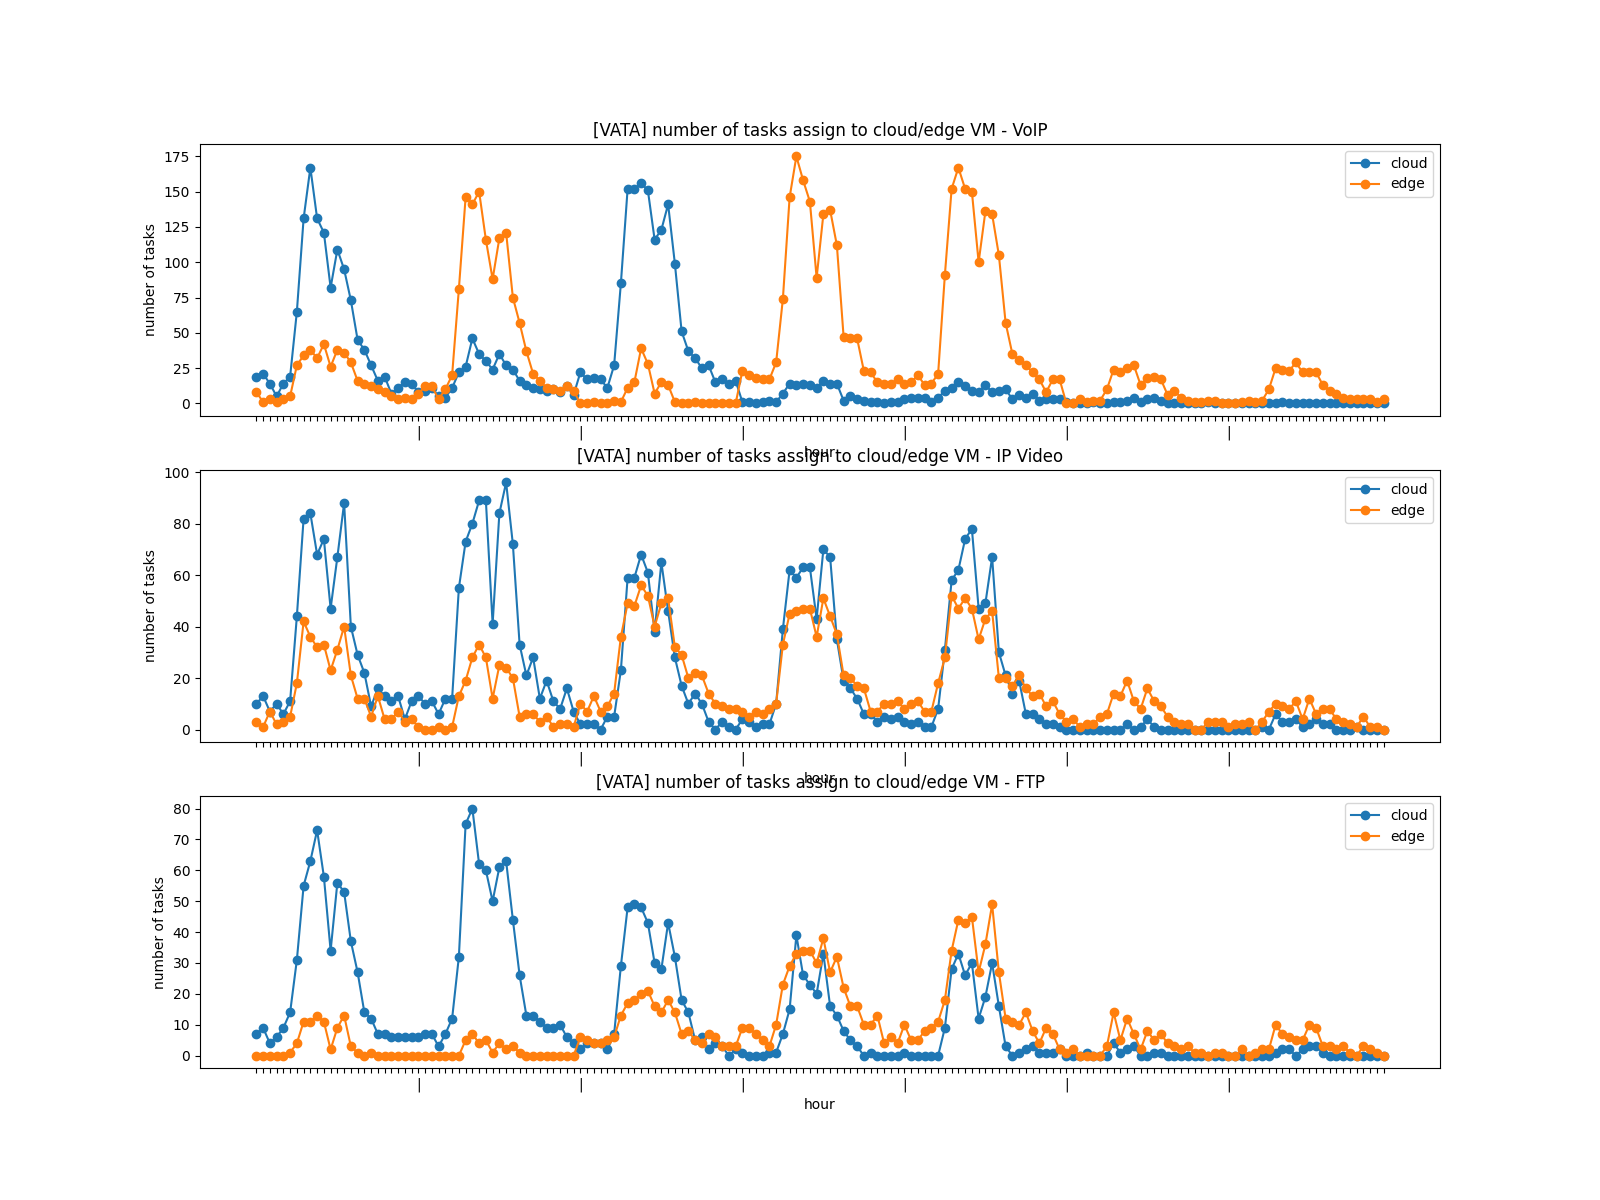 [VATA] number of tasks assign to cloud/edge VM - VoIP
number of tasks
175
150
125
100
75
50
25
0
cloud
edge
hour
[VATA] number of tasks assign to cloud/edge VM - IP Video
number of tasks
100
80
60
40
20
0
cloud
edge
hour
[VATA] number of tasks assign to cloud/edge VM - FTP
number of tasks
80
70
60
50
40
30
20
10
0
cloud
edge
hour